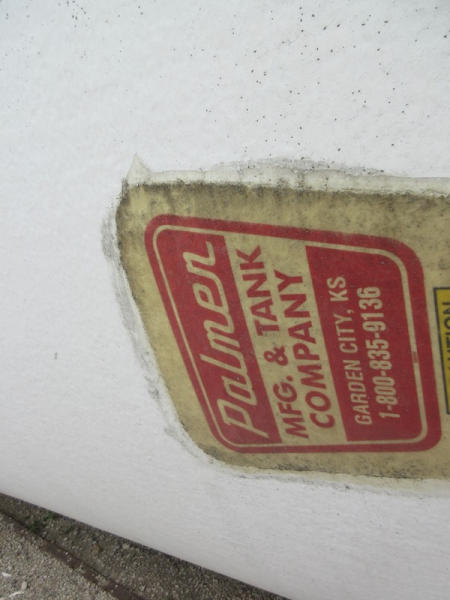 Palmer
MFG. & TANK
COMPANY
GARDEN CITY, KS
1-800-835-9136